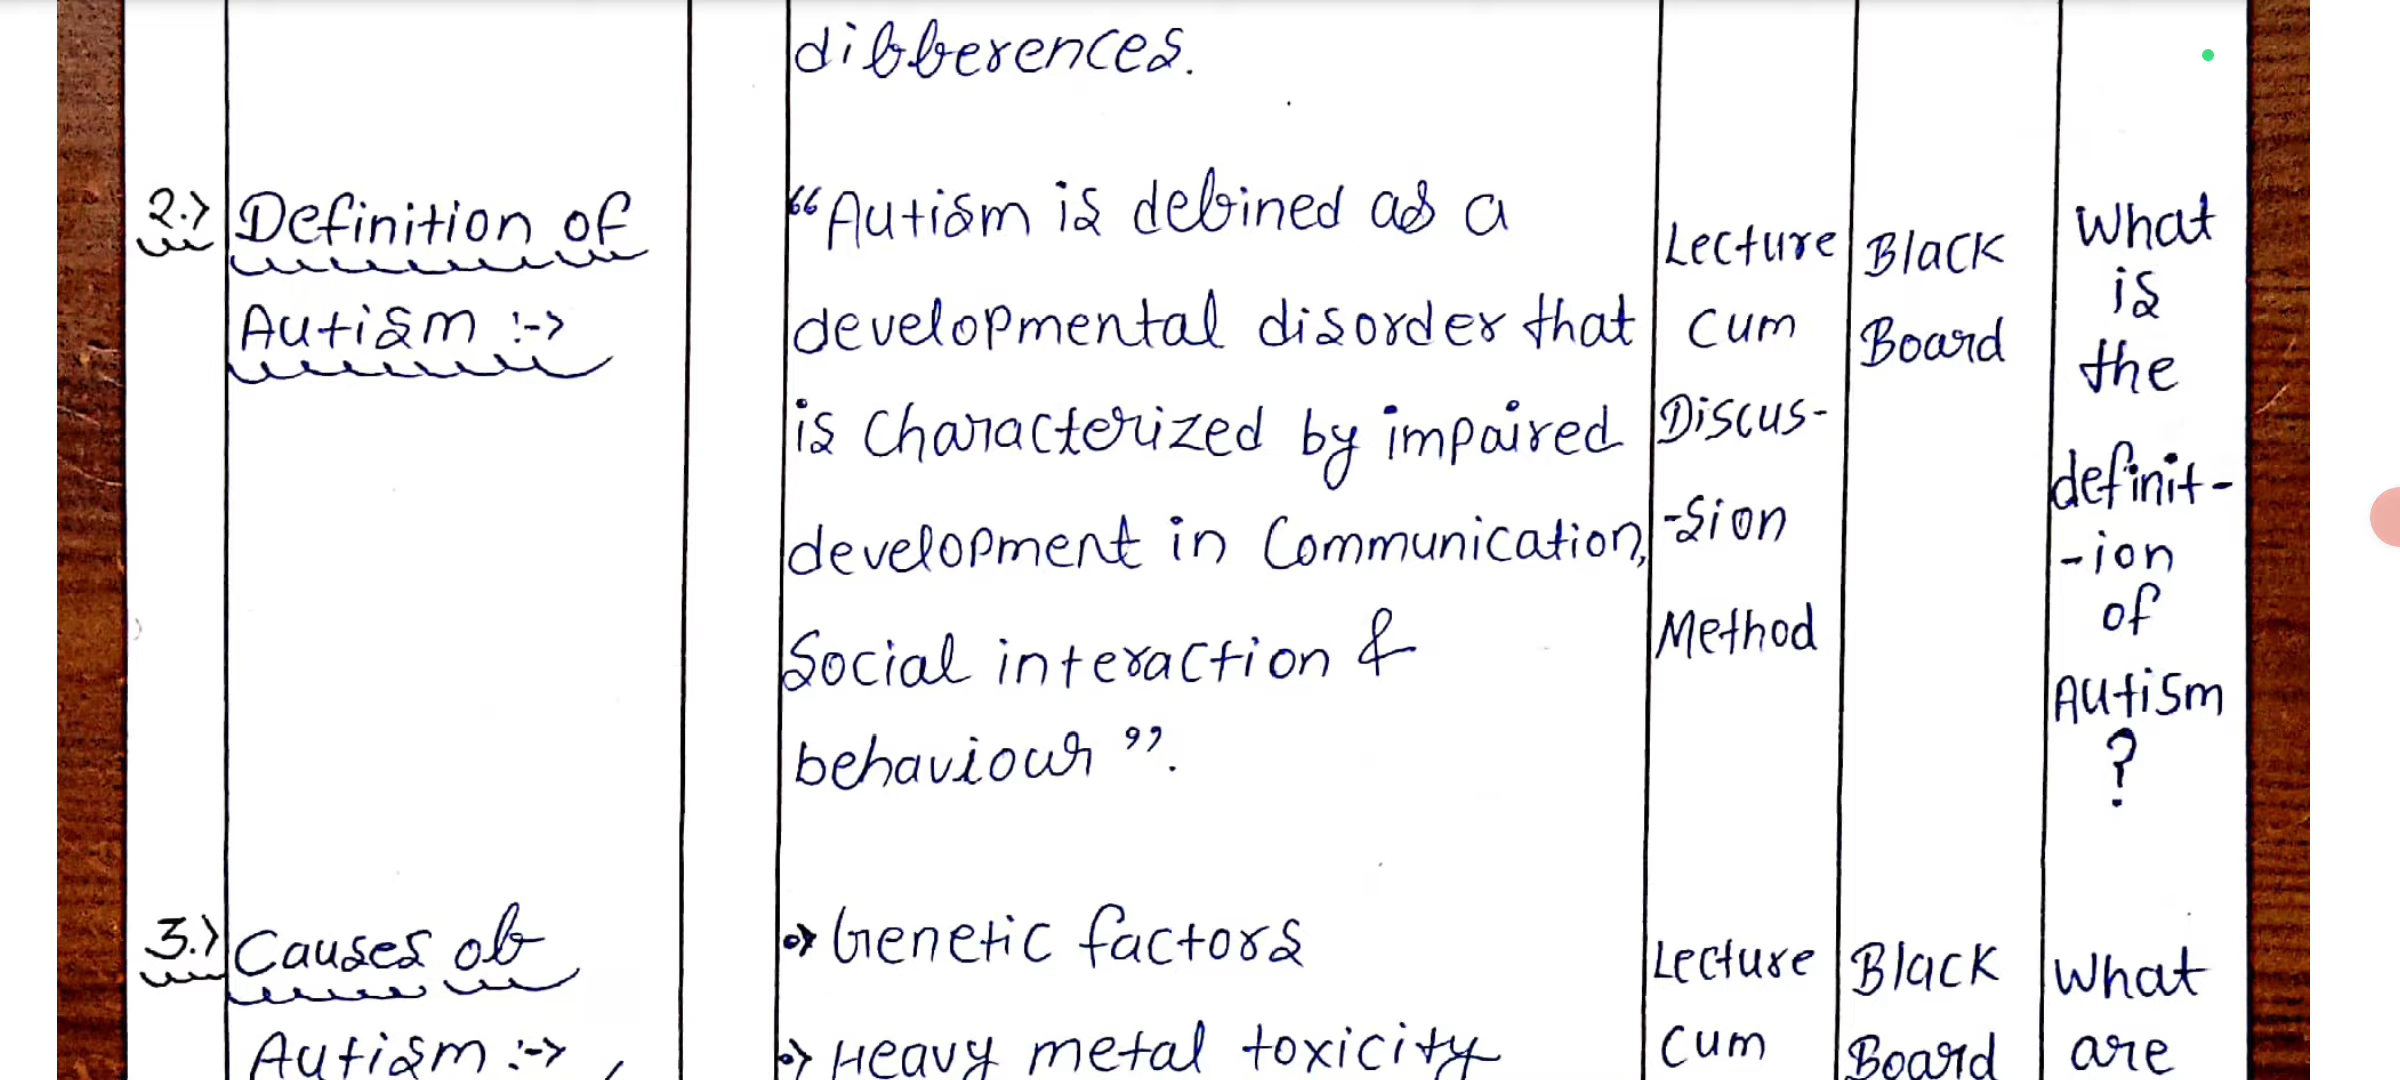 differences.
2.> Definition of
Autism :->
"Autism is defined as a
developmental disorder that
is Characterized by impaired
development in Communication,
Social interaction &
behaviour".
Lecture
Cum
Discus-
-sion
Method
Black
Board
What
is
the
definit-
-ion
of
Autism
?
3.> Causes of
Autism :->
Genetic factors
Heavy metal toxicity
Lecture
Cum
Black
Board
What
are